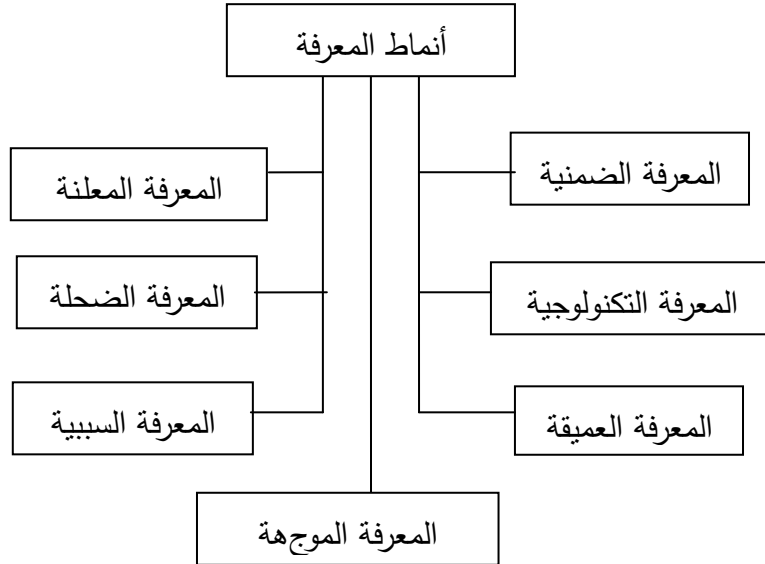 أنماط المعرفة
المعرفة الضمنية
المعرفة المعلنة
المعرفة التكنولوجية
المعرفة الضحلة
المعرفة العميقة
المعرفة السببية
المعرفة الموجهة